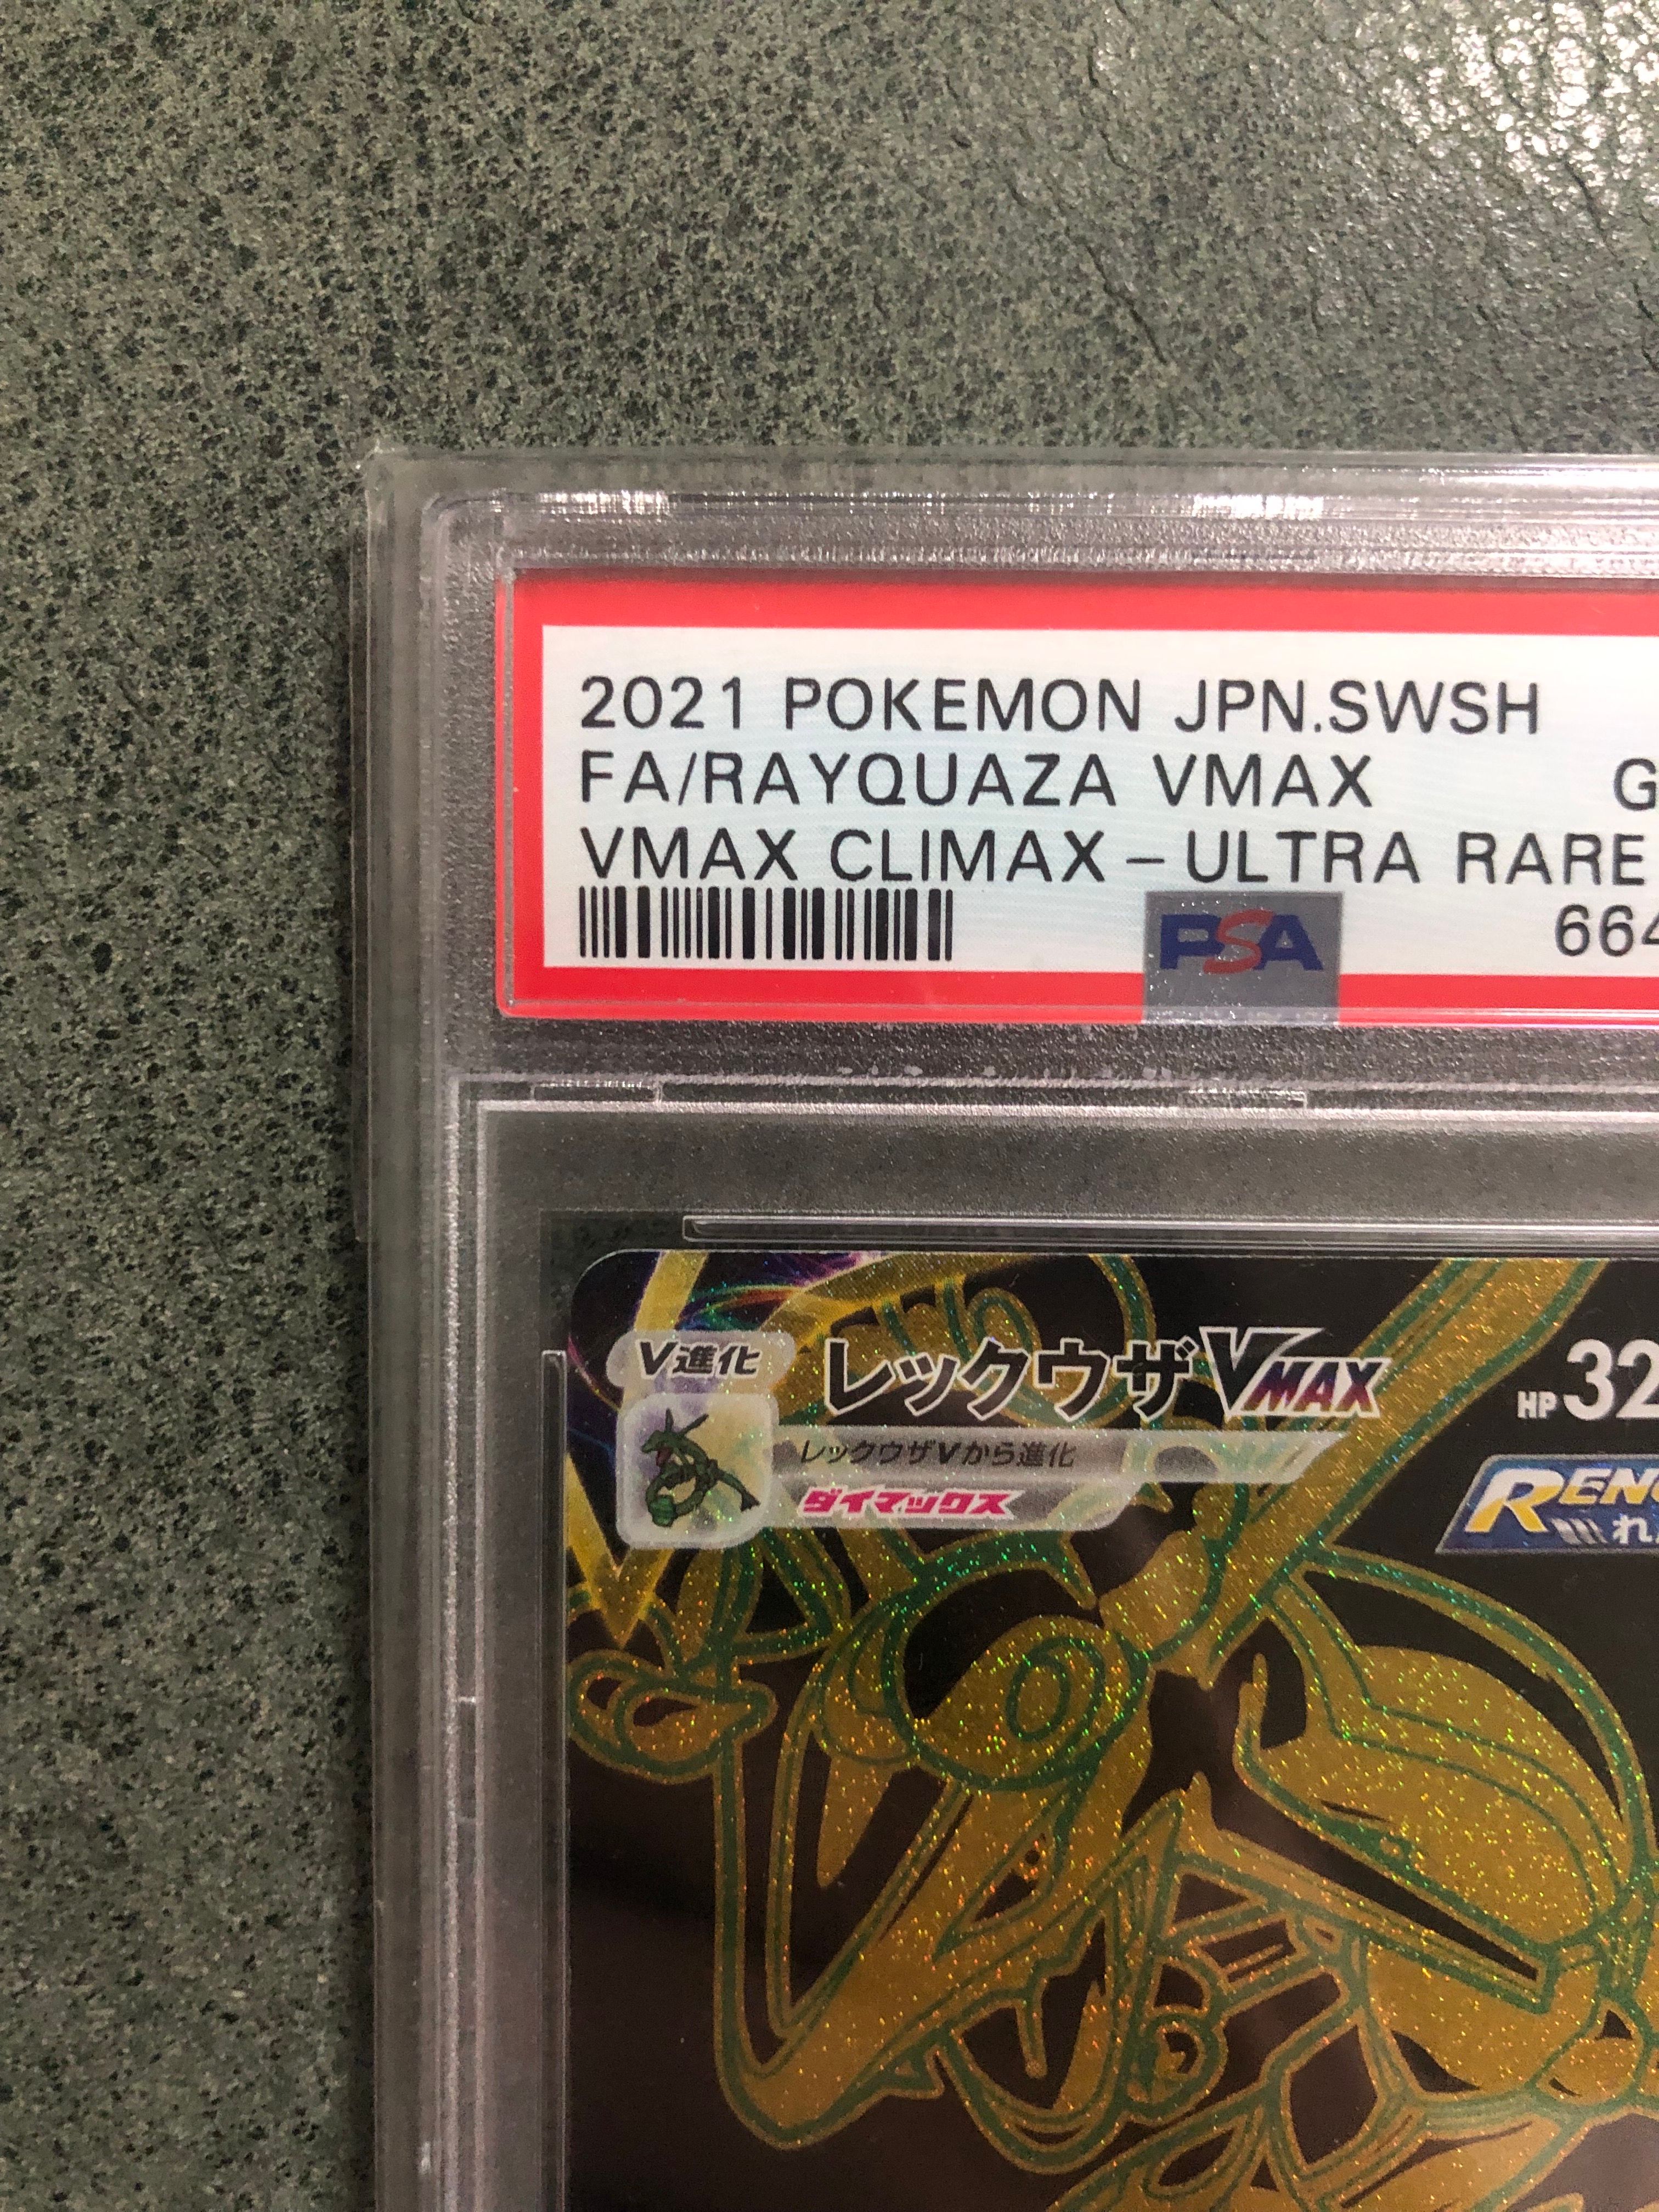 2021 POKEMON JPN.SWSH
FA/RAYQUAZA VMAX G
VMAX CLIMAX-ULTRA RARE
PSA 664
V進化 レックウザVMAX HP 32
レックウザVから進化
ダイマックス
れ